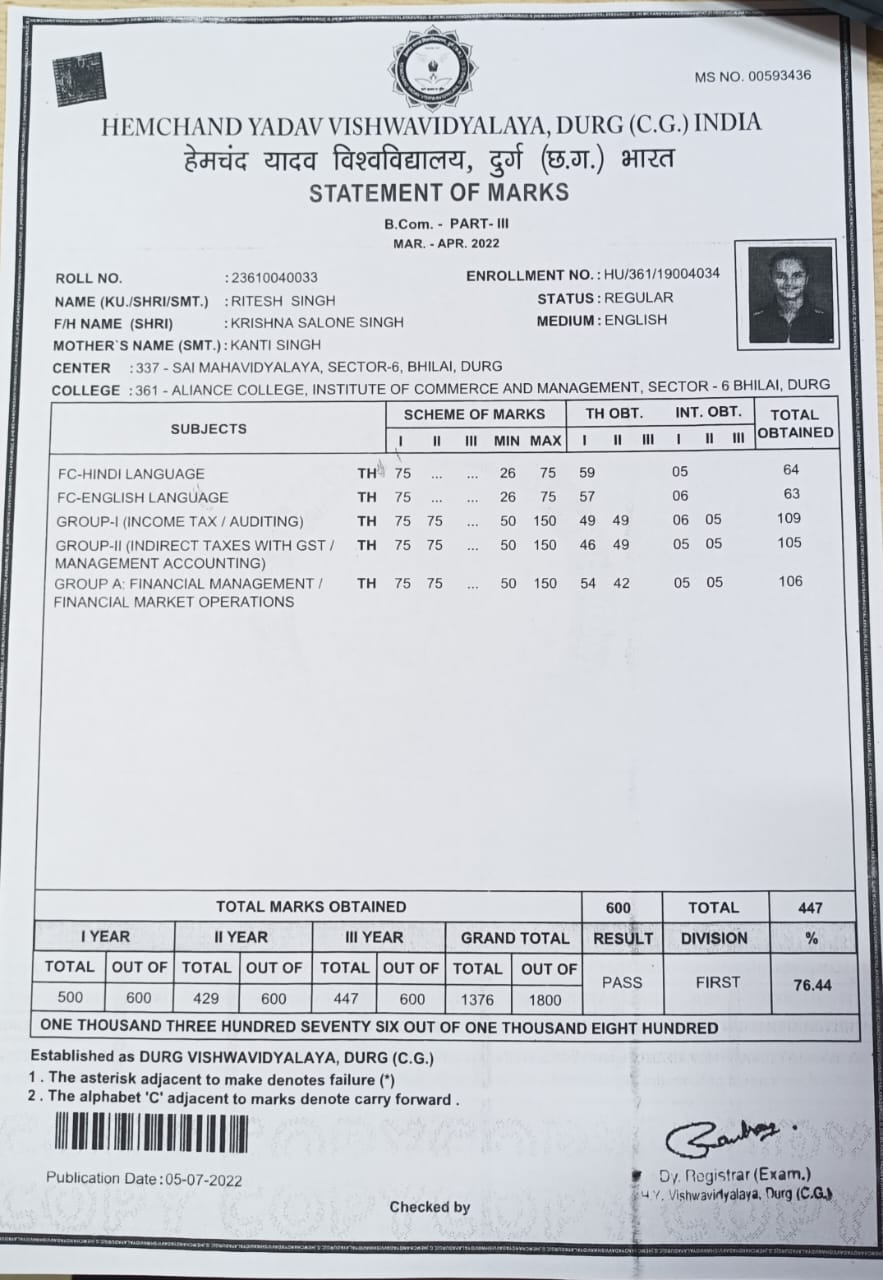 MS NO. 00593436
HEMCHAND YADAV VISHWAVIDYALAYA, DURG (C.G.) INDIA
हेमचंद यादव विश्वविद्यालय, दुर्ग (छ.ग.) भारत
STATEMENT OF MARKS
B.Com. - PART- III
MAR. - APR. 2022
ROLL NO. : 23610040033 ENROLLMENT NO. : HU/361/19004034
NAME (KU./SHRI/SMT.) : RITESH SINGH STATUS : REGULAR
F/H NAME (SHRI) : KRISHNA SALONE SINGH MEDIUM : ENGLISH
MOTHER`S NAME (SMT.) : KANTI SINGH
CENTER : 337 - SAI MAHAVIDYALAYA, SECTOR-6, BHILAI, DURG
COLLEGE : 361 - ALIANCE COLLEGE, INSTITUTE OF COMMERCE AND MANAGEMENT, SECTOR - 6 BHILAI, DURG
SUBJECTS SCHEME OF MARKS TH OBT. INT. OBT. TOTAL OBTAINED
I II III MIN MAX I II III I II III
FC-HINDI LANGUAGE TH 75 ... ... 26 75 59 05 64
FC-ENGLISH LANGUAGE TH 75 ... ... 26 75 57 06 63
GROUP-I (INCOME TAX / AUDITING) TH 75 75 ... 50 150 49 49 06 05 109
GROUP-II (INDIRECT TAXES WITH GST / TH 75 75 ... 50 150 46 49 05 05 105
MANAGEMENT ACCOUNTING)
GROUP A: FINANCIAL MANAGEMENT / TH 75 75 ... 50 150 54 42 05 05 106
FINANCIAL MARKET OPERATIONS
TOTAL MARKS OBTAINED 600 TOTAL 447
I YEAR II YEAR III YEAR GRAND TOTAL RESULT DIVISION %
TOTAL OUT OF TOTAL OUT OF TOTAL OUT OF TOTAL OUT OF PASS FIRST 76.44
500 600 429 600 447 600 1376 1800
ONE THOUSAND THREE HUNDRED SEVENTY SIX OUT OF ONE THOUSAND EIGHT HUNDRED
Established as DURG VISHWAVIDYALAYA, DURG (C.G.)
1 . The asterisk adjacent to make denotes failure (*)
2 . The alphabet 'C' adjacent to marks denote carry forward .
Publication Date : 05-07-2022
Dy. Registrar (Exam.)
H.Y. Vishwavidyalaya, Durg (C.G.)
Checked by
COPY COPY COPY